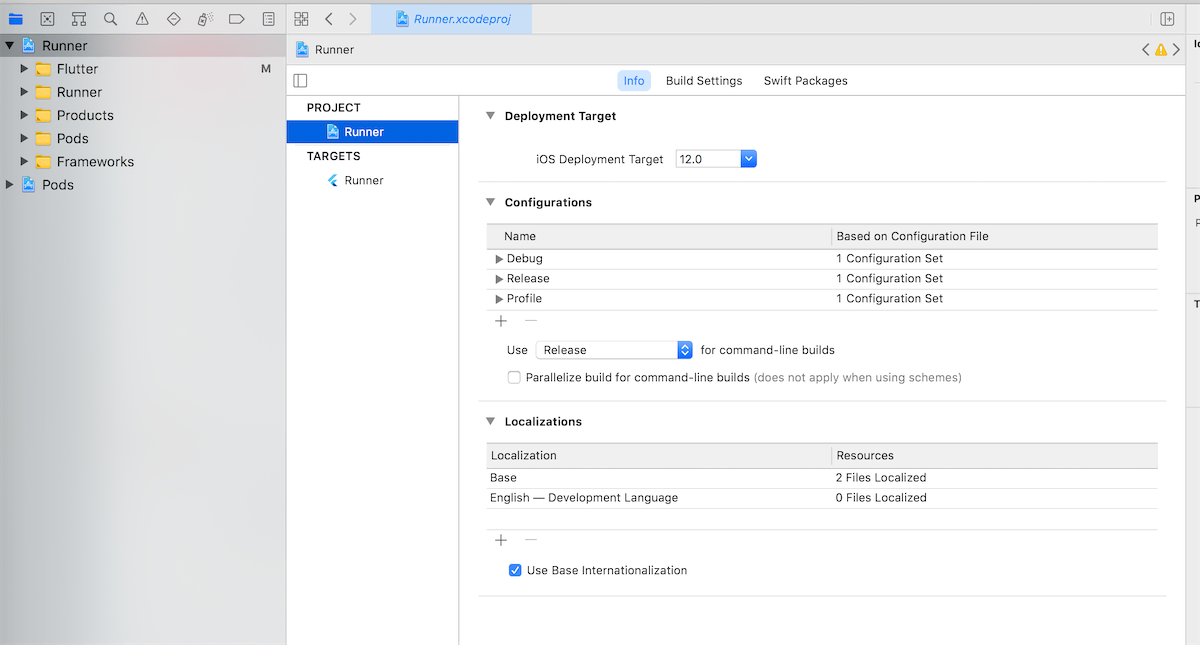 Runner.xcodeproj
Runner
Flutter M
Runner
Products
Pods
Frameworks
Pods
Runner
Info Build Settings Swift Packages
PROJECT
Runner
TARGETS
Runner
Deployment Target
iOS Deployment Target 12.0
Configurations
Name Based on Configuration File
Debug 1 Configuration Set
Release 1 Configuration Set
Profile 1 Configuration Set
Use Release for command-line builds
Parallelize build for command-line builds (does not apply when using schemes)
Localizations
Localization Resources
Base 2 Files Localized
English — Development Language 0 Files Localized
Use Base Internationalization